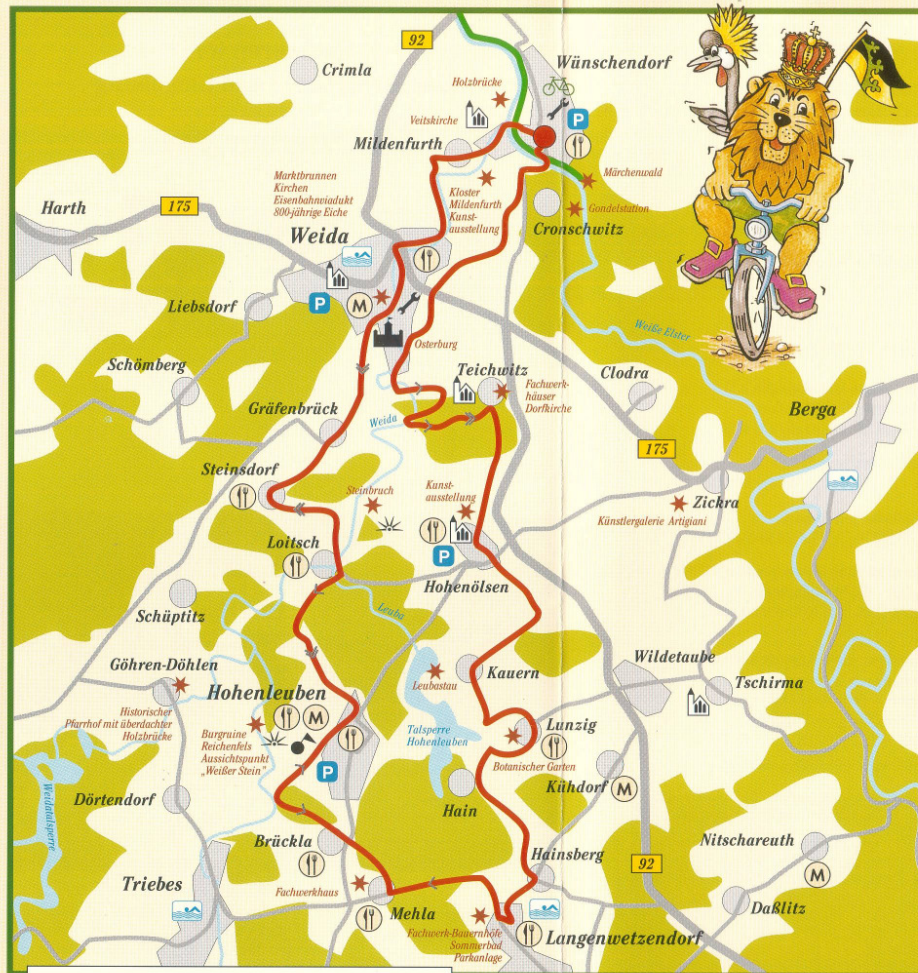 92
Crimla
Holzbrücke
Wünschendorf
Veitskirche
P
Mildenfurth
Märchenwald
Marktbrunnen
Kirchen
Eisenbahnviadukt
800-jährige Eiche
Kloster
Mildenfurth
Kunst-
ausstellung
Gondelstation
Harth
175
Cronschwitz
Weida
Liebsdorf
P
M
Weiße Elster
Osterburg
Schömberg
Teichwitz
Fachwerk-
häuser
Dorfkirche
Clodra
Berga
Gräfenbrück
Weida
175
Steinsdorf
Steinbruch
Kunst-
ausstellung
Zickra
Künstlergalerie Artigiani
Loitsch
P
Hohenölsen
Schüptitz
Leuba
Wildetaube
Göhren-Döhlen
Kauern
Tschirma
Leubastau
Hohenleuben
Historischer
Pfarrhof mit überdachter
Holzbrücke
M
Burgruine
Reichenfels
Aussichtspunkt
„Weißer Stein"
Talsperre
Hohenleuben
Lunzig
Botanischer Garten
P
Weidatalsperre
Dörtendorf
Hain
Kühdorf
M
Brückla
Nitschareuth
Hainsberg
92
M
Triebes
Fachwerkhaus
Mehla
Daßlitz
Fachwerk-Bauernhöfe
Sommerbad
Parkanlage
Langenwetzendorf